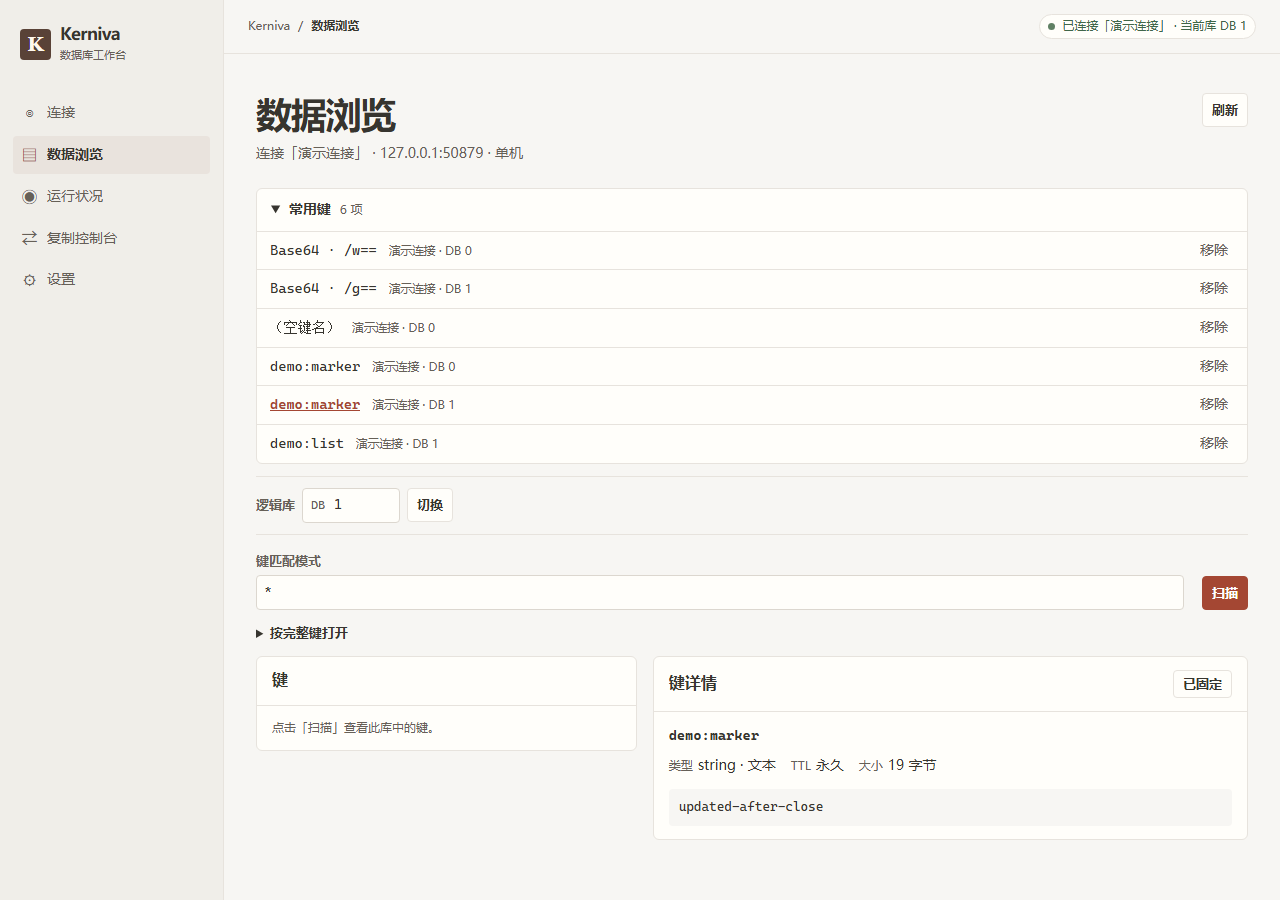 K Kerniva
数据库工作台
连接
数据浏览
运行状况
复制控制台
设置
Kerniva / 数据浏览
已连接「演示连接」 · 当前库 DB 1
数据浏览
刷新
连接「演示连接」 · 127.0.0.1:50879 · 单机
常用键 6 项
Base64 · /w== 演示连接 · DB 0 移除
Base64 · /g== 演示连接 · DB 1 移除
（空键名） 演示连接 · DB 0 移除
demo:marker 演示连接 · DB 0 移除
demo:marker 演示连接 · DB 1 移除
demo:list 演示连接 · DB 1 移除
逻辑库 DB 1 切换
键匹配模式
* 扫描
按完整键打开
键
点击「扫描」查看此库中的键。
键详情 已固定
demo:marker
类型 string · 文本 TTL 永久 大小 19 字节
updated-after-close